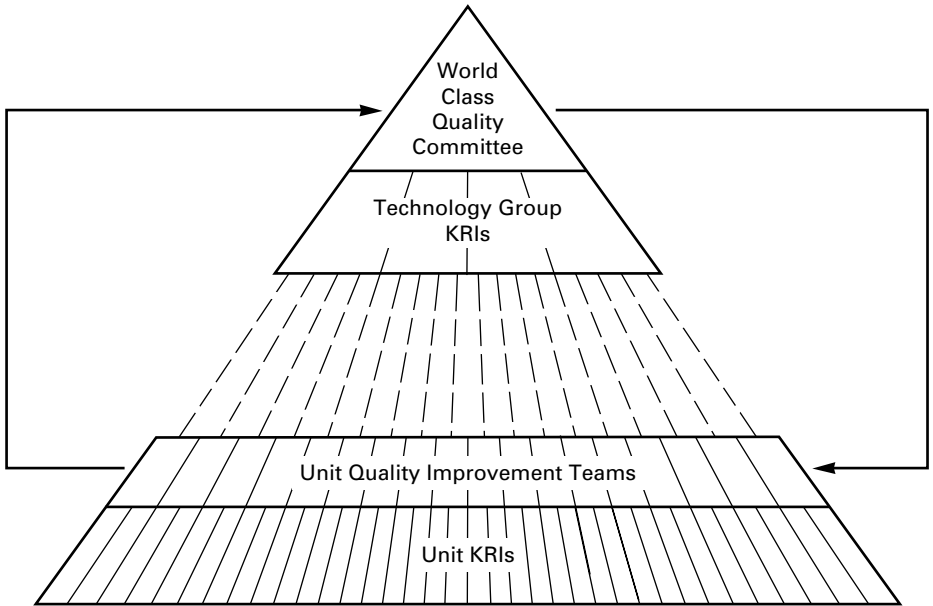 World
Class
Quality
Committee
Technology Group
KRIs
Unit Quality Improvement Teams
Unit KRIs